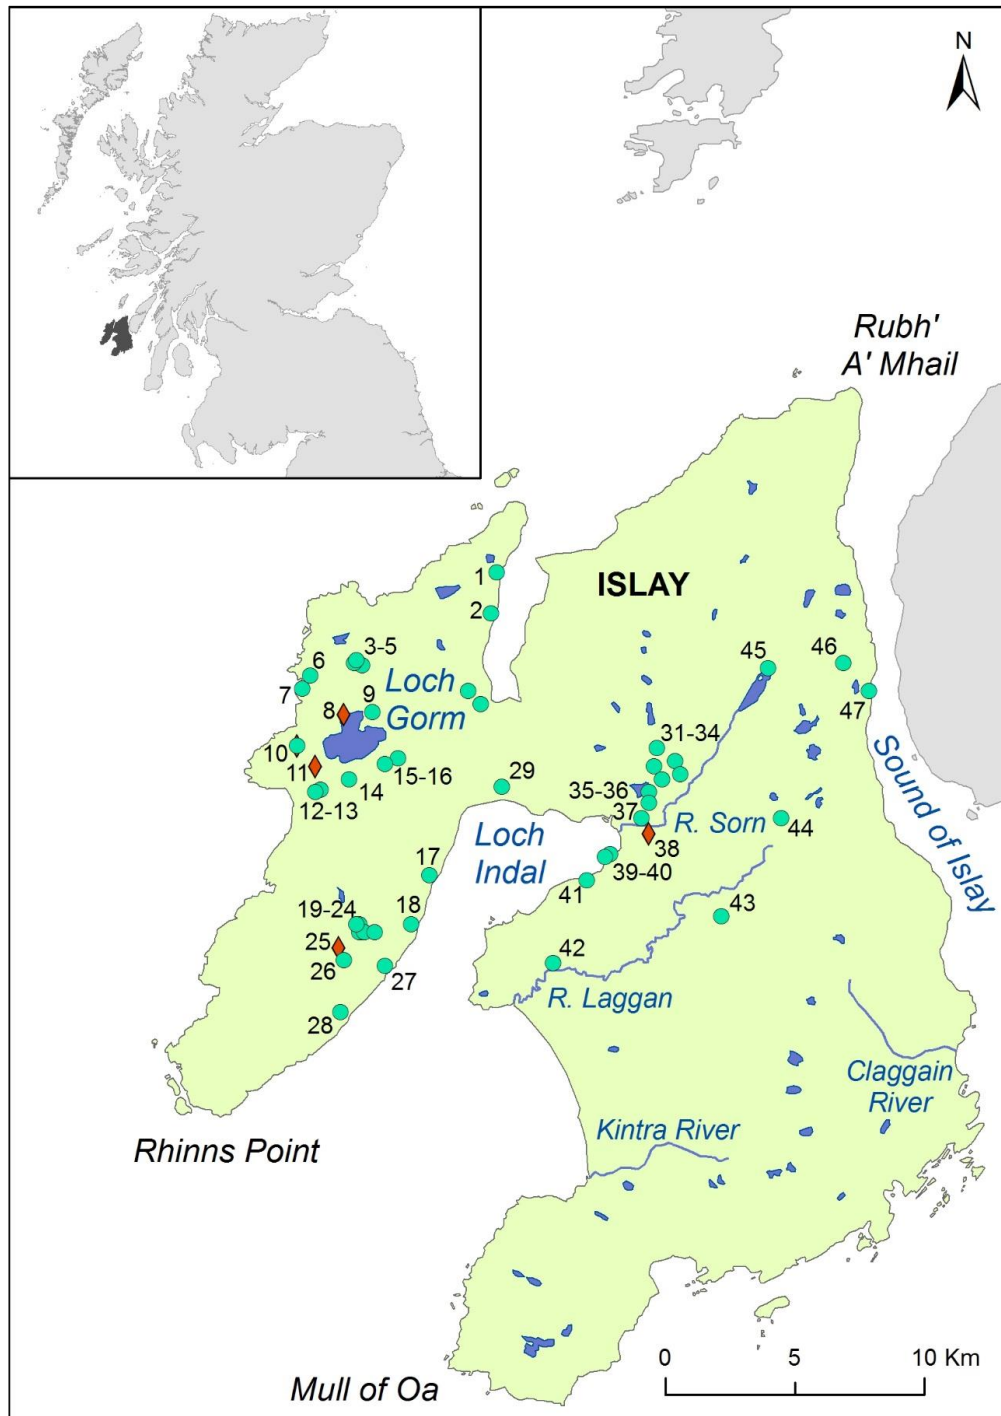 N
Rubh'
A' Mhail
ISLAY
1
2
3-5
6
7
Loch
Gorm
8
9
10
11
12-13
14
15-16
45
46
47
31-34
29
35-36
37
R. Sorn
38
44
Sound of Islay
Loch
Indal
39-40
41
17
18
19-24
25
26
27
28
43
42
R. Laggan
Claggain
River
Kintra River
Rhinns Point
Mull of Oa
0 5 10 Km